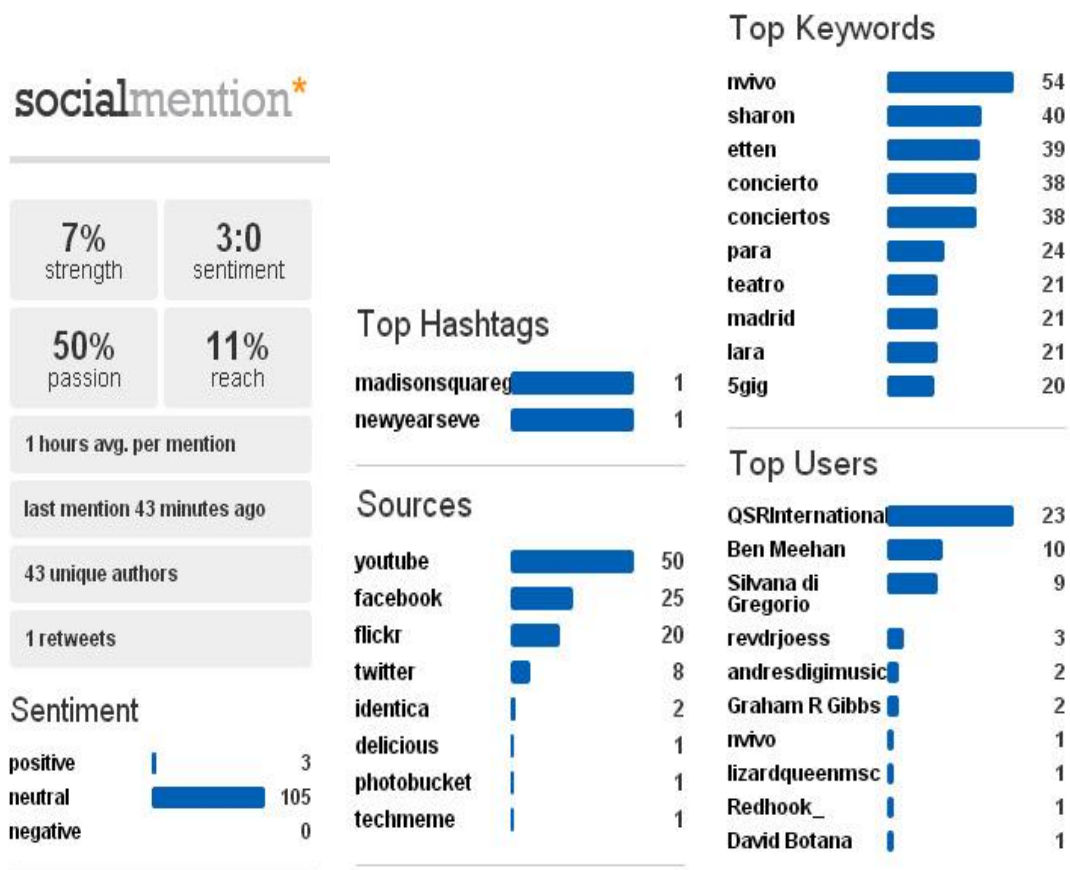 socialmention*
7%
strength
3:0
sentiment
50%
passion
11%
reach
1 hours avg. per mention
last mention 43 minutes ago
43 unique authors
1 retweets
Sentiment
positive 3
neutral 105
negative 0
Top Hashtags
madisonsquareg 1
newyearseve 1
Sources
youtube 50
facebook 25
flickr 20
twitter 8
identica 2
delicious 1
photobucket 1
techmeme 1
Top Keywords
nvivo 54
sharon 40
etten 39
concierto 38
conciertos 38
para 24
teatro 21
madrid 21
lara 21
5gig 20
Top Users
QSRInternational 23
Ben Meehan 10
Silvana di 9
Gregorio
revdrjoess 3
andresdigimusic 2
Graham R Gibbs 2
nvivo 1
lizardqueenmsc 1
Redhook_ 1
David Botana 1